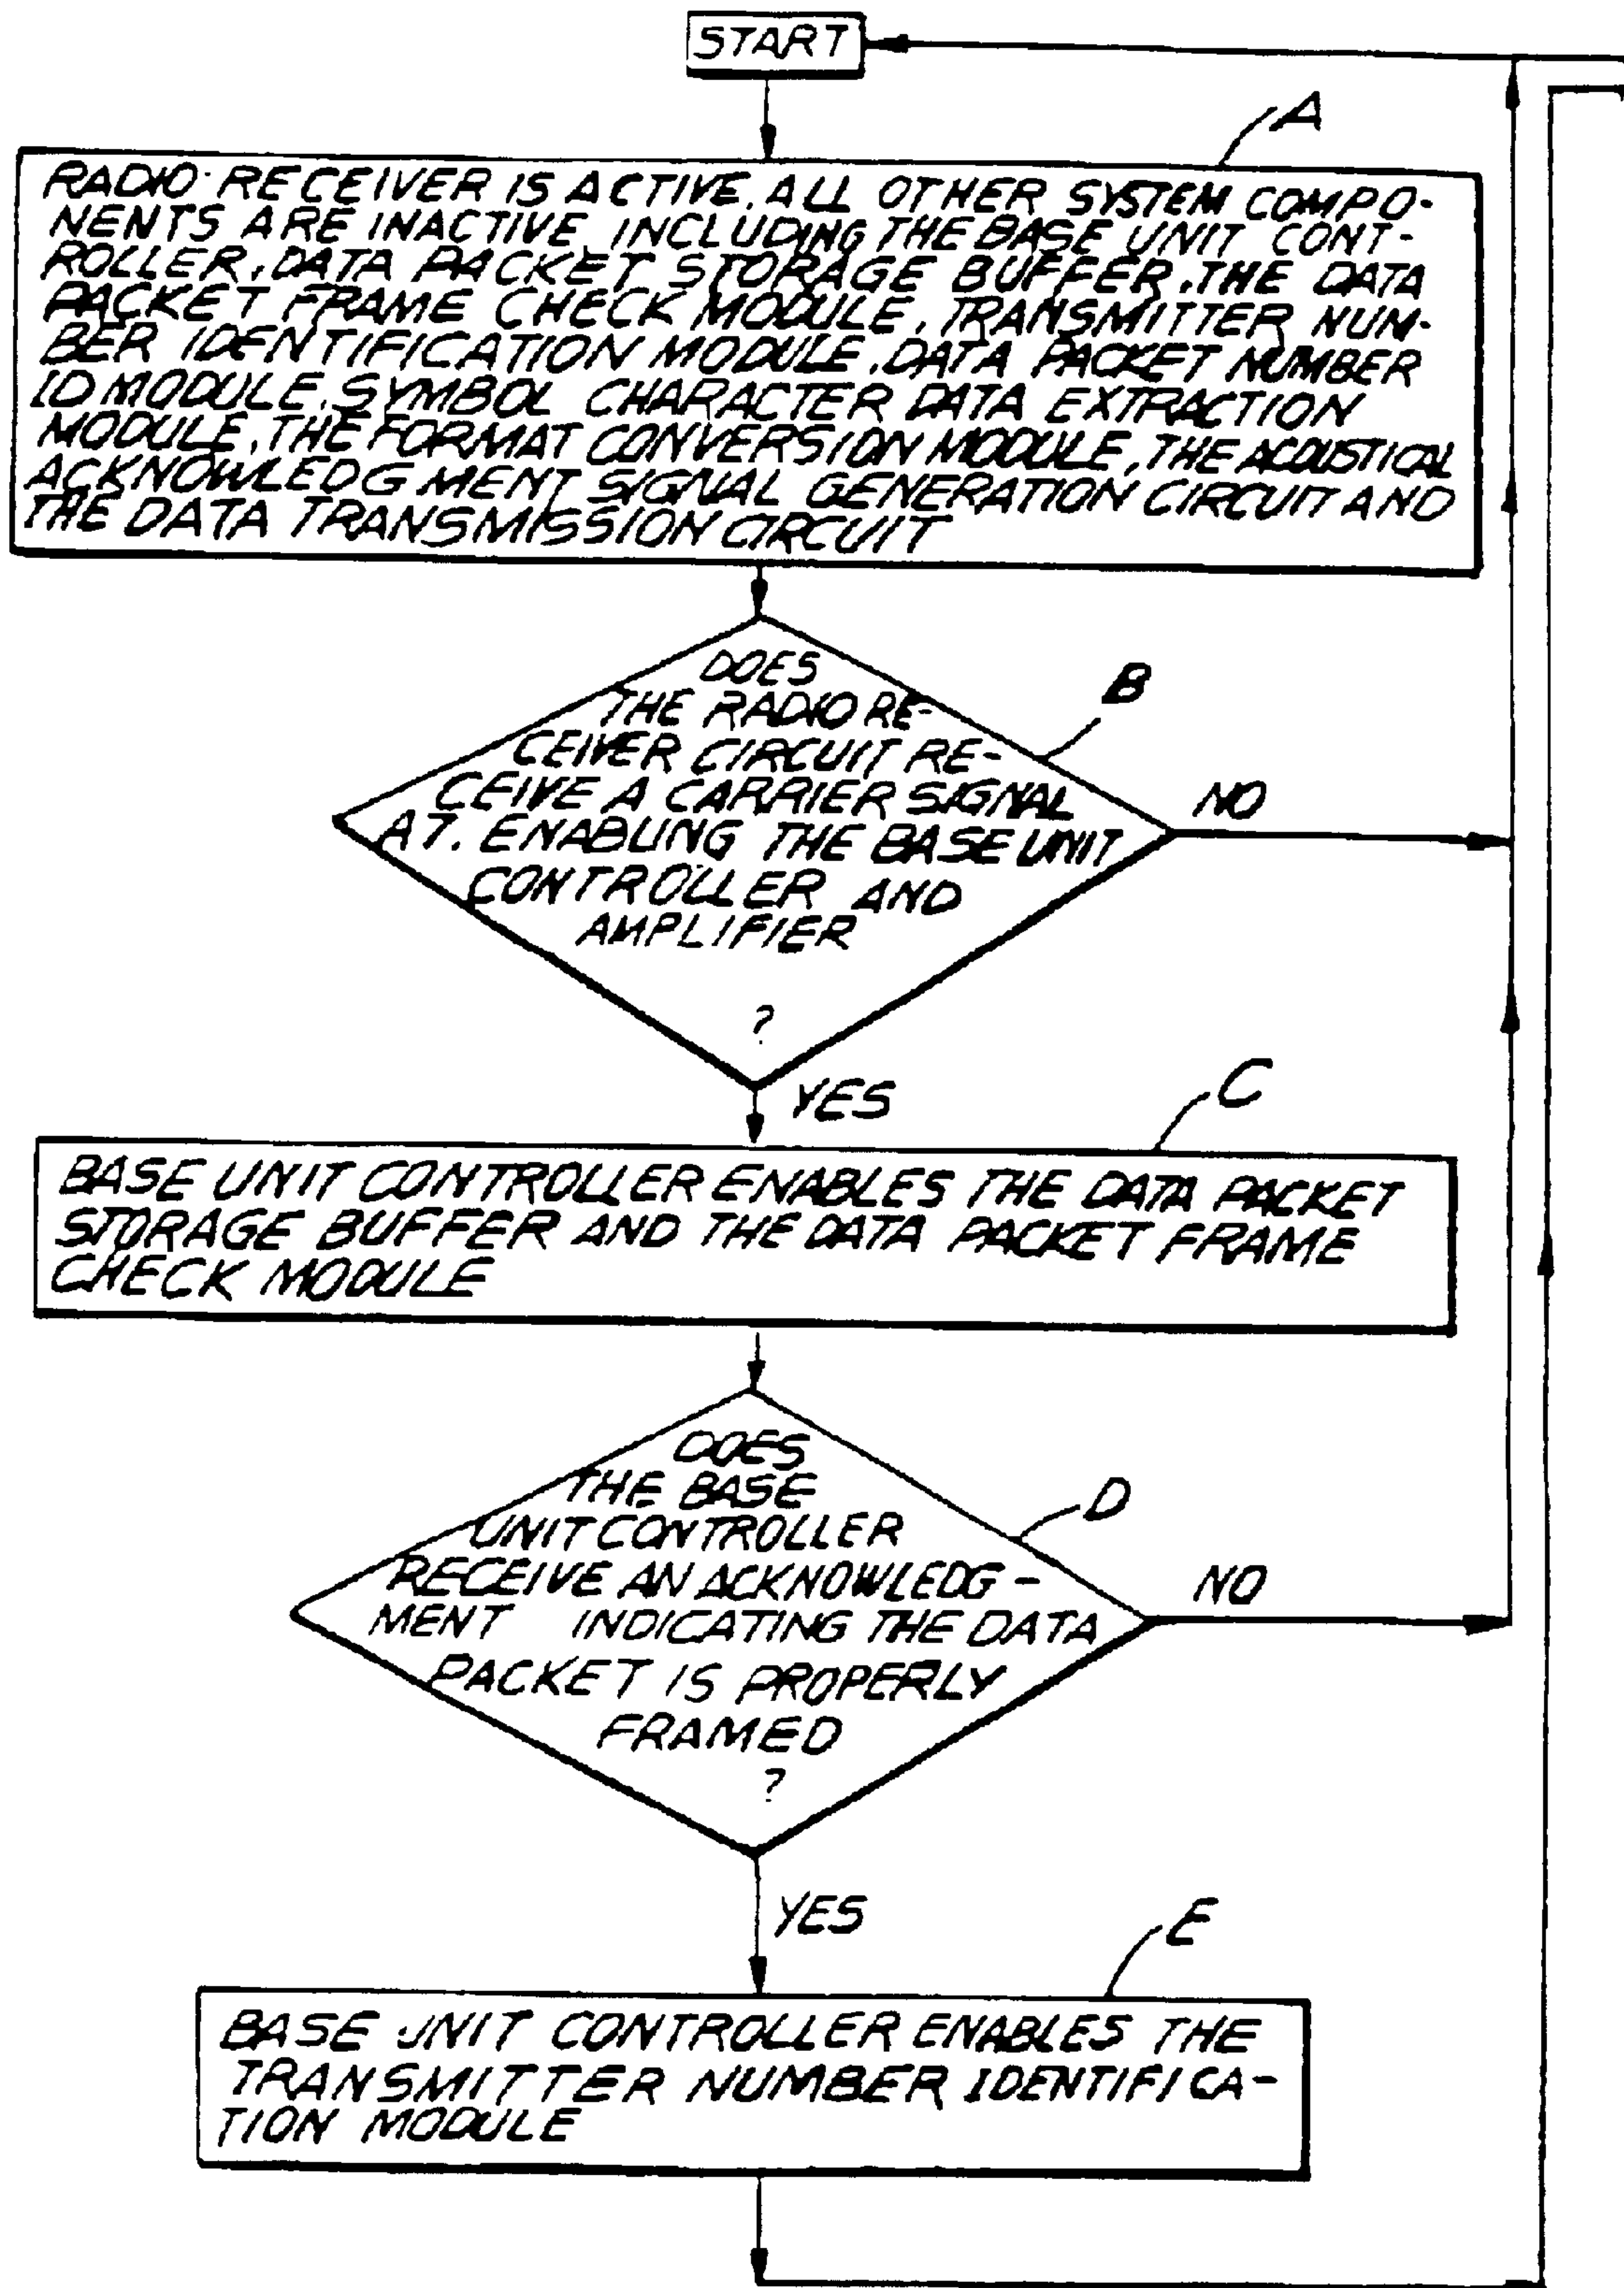 START
A
RADIO RECEIVER IS ACTIVE. ALL OTHER SYSTEM COMPO-
NENTS ARE INACTIVE, INCLUDING THE BASE UNIT CONT-
ROLLER, DATA PACKET STORAGE BUFFER, THE DATA
PACKET FRAME CHECK MODULE, TRANSMITTER NUM-
BER IDENTIFICATION MODULE, DATA PACKET NUMBER
ID MODULE, SYMBOL CHARACTER DATA EXTRACTION
MODULE, THE FORMAT CONVERSION MODULE, THE ACOUSTICAL
ACKNOWLEDGMENT SIGNAL GENERATION CIRCUIT AND
THE DATA TRANSMISSION CIRCUIT
B
DOES
THE RADIO RE-
CEIVER CIRCUIT RE-
CEIVE A CARRIER SIGNAL
AT. ENABLING THE BASE UNIT
CONTROLLER AND
AMPLIFIER
?
NO
YES
C
BASE UNIT CONTROLLER ENABLES THE DATA PACKET
STORAGE BUFFER AND THE DATA PACKET FRAME
CHECK MODULE
D
DOES
THE BASE
UNIT CONTROLLER
RECEIVE AN ACKNOWLEDG-
MENT INDICATING THE DATA
PACKET IS PROPERLY
FRAMED
?
NO
YES
E
BASE UNIT CONTROLLER ENABLES THE
TRANSMITTER NUMBER IDENTIFICA-
TION MODULE